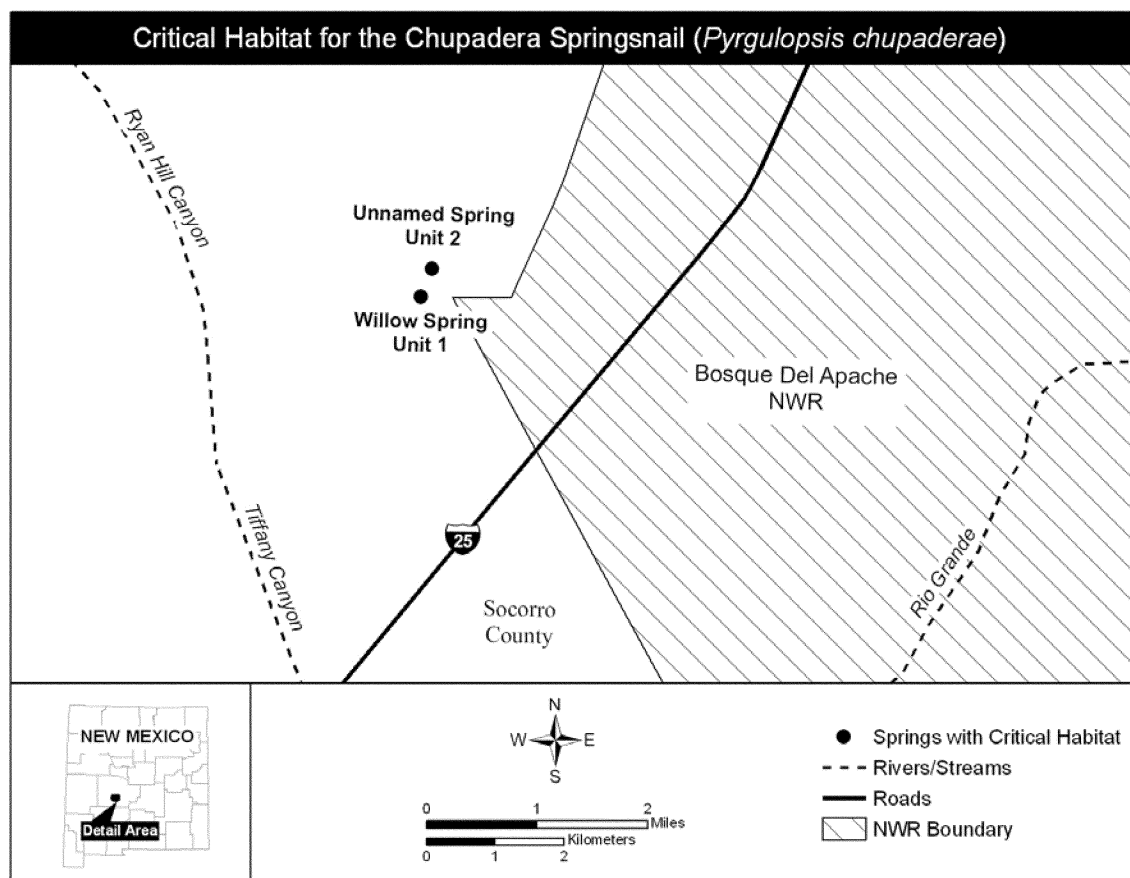 Critical Habitat for the Chupadera Springsnail (Pyrgulopsis chupaderae)
Ryan Hill Canyon
Unnamed Spring
Unit 2
Willow Spring
Unit 1
Bosque Del Apache
NWR
Tiffany Canyon
25
Rio Grande
Socorro
County
NEW MEXICO
Detail Area
N
W E
S
0 1 2
Miles
Kilometers
0 1 2
Springs with Critical Habitat
Rivers/Streams
Roads
NWR Boundary